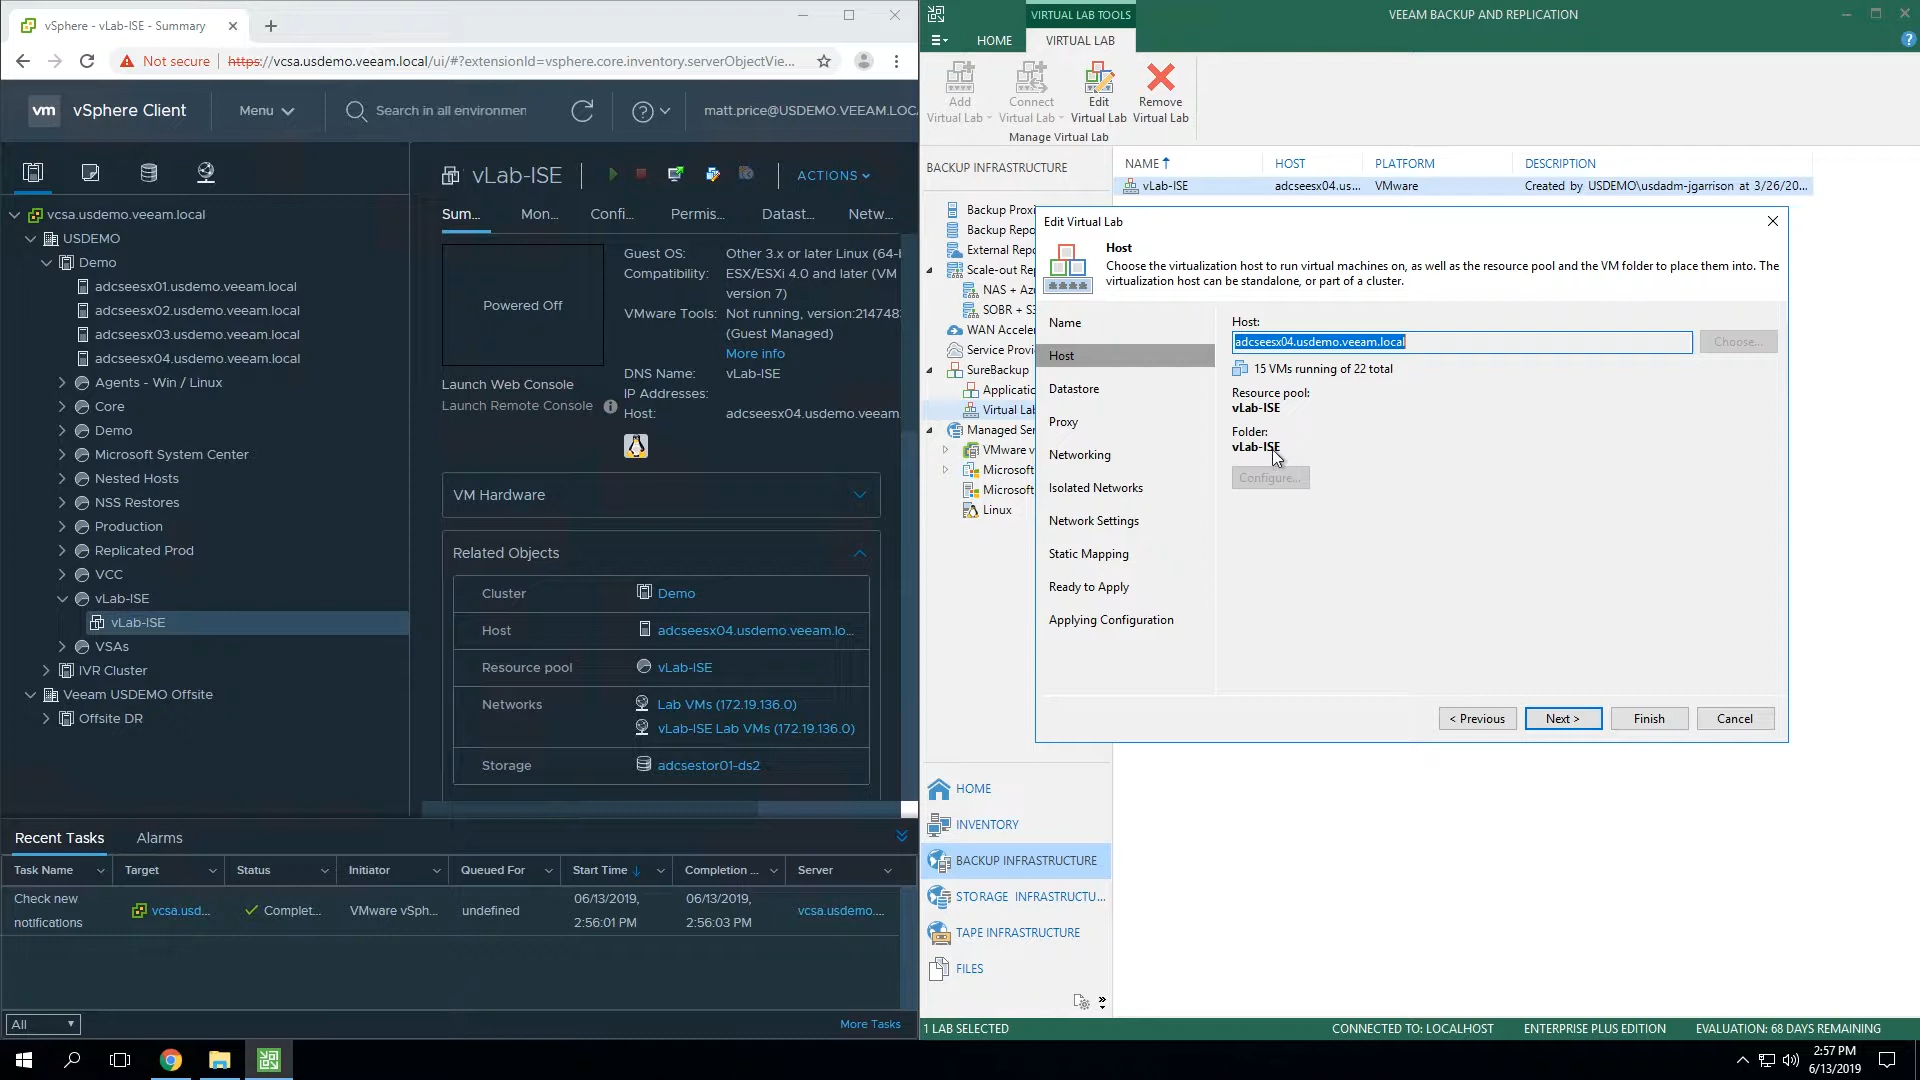 vSphere - vLab-ISE - Summary
Not secure
https://vcsa.usdemo.veeam.local/ui/#?extensionId=vsphere.core.inventory.serverObjectVie...
vm
vSphere Client
Menu
Search in all environmen
matt.price@USDEMO.VEEAM.LOC
vcsa.usdemo.veeam.local
USDEMO
Demo
adcseesx01.usdemo.veeam.local
adcseesx02.usdemo.veeam.local
adcseesx03.usdemo.veeam.local
adcseesx04.usdemo.veeam.local
Agents - Win / Linux
Core
Demo
Microsoft System Center
Nested Hosts
NSS Restores
Production
Replicated Prod
VCC
vLab-ISE
vLab-ISE
VSAs
IVR Cluster
Veeam USDEMO Offsite
Offsite DR
vLab-ISE
ACTIONS
Sum...
Mon...
Confi...
Permis...
Datast...
Netw...
Powered Off
Launch Web Console
Launch Remote Console
Guest OS: Other 3.x or later Linux (64-
Compatibility: ESX/ESXi 4.0 and later (VM
version 7)
VMware Tools: Not running, version:214748
(Guest Managed)
More info
DNS Name: vLab-ISE
IP Addresses:
Host: adcseesx04.usdemo.veeam.
VM Hardware
Related Objects
Cluster Demo
Host adcseesx04.usdemo.veeam.lo...
Resource pool vLab-ISE
Networks Lab VMs (172.19.136.0)
vLab-ISE Lab VMs (172.19.136.0)
Storage adcsestor01-ds2
Recent Tasks
Alarms
Task Name
Target
Status
Initiator
Queued For
Start Time
Completion ...
Server
Check new
notifications
vcsa.usd...
Complet...
VMware vSph...
undefined
06/13/2019,
2:56:01 PM
06/13/2019,
2:56:03 PM
vcsa.usdemo....
All
More Tasks
VIRTUAL LAB TOOLS
VEEAM BACKUP AND REPLICATION
HOME
VIRTUAL LAB
?
Add
Virtual Lab
Connect
Virtual Lab
Edit
Virtual Lab
Remove
Virtual Lab
Manage Virtual Lab
BACKUP INFRASTRUCTURE
Backup Proxi
Backup Repo
External Repo
Scale-out Rep
NAS + Azu
SOBR + S3
WAN Acceler
Service Provi
SureBackup
Applicatio
Virtual Lab
Managed Ser
VMware v
Microsoft
Microsoft
Linux
NAME
HOST
PLATFORM
DESCRIPTION
vLab-ISE
adcseesx04.us...
VMware
Created by USDEMO\usdadm-jgarrison at 3/26/20...
Edit Virtual Lab
Host
Choose the virtualization host to run virtual machines on, as well as the resource pool and the VM folder to place them into. The
virtualization host can be standalone, or part of a cluster.
Name
Host
Datastore
Proxy
Networking
Isolated Networks
Network Settings
Static Mapping
Ready to Apply
Applying Configuration
Host:
adcseesx04.usdemo.veeam.local
Choose...
15 VMs running of 22 total
Resource pool:
vLab-ISE
Folder:
vLab-ISE
Configure...
< Previous
Next >
Finish
Cancel
HOME
INVENTORY
BACKUP INFRASTRUCTURE
STORAGE INFRASTRUCTU...
TAPE INFRASTRUCTURE
FILES
1 LAB SELECTED
CONNECTED TO: LOCALHOST
ENTERPRISE PLUS EDITION
EVALUATION: 68 DAYS REMAINING
2:57 PM
6/13/2019